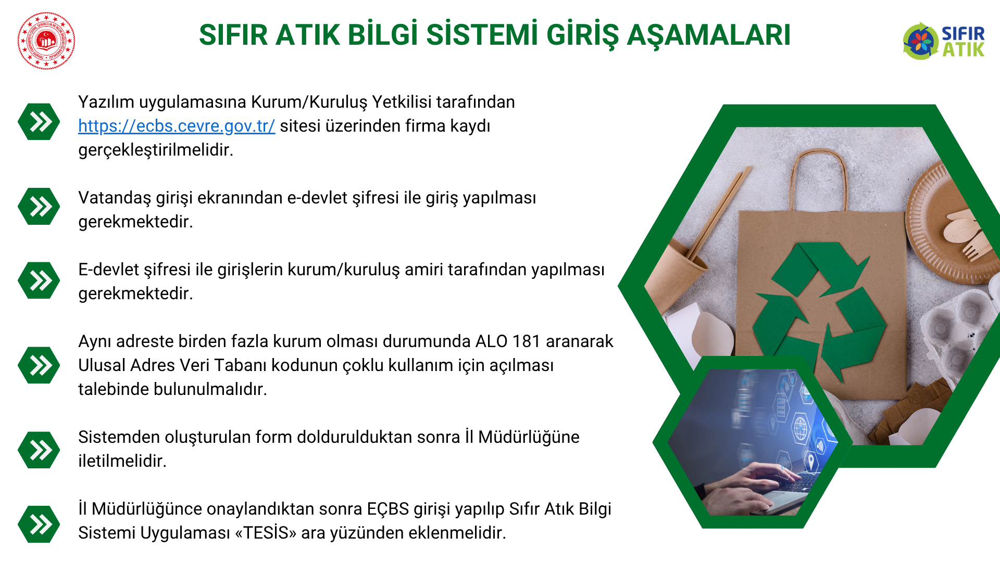 SIFIR ATIK BİLGİ SİSTEMİ GİRİŞ AŞAMALARI
SIFIR
ATIK
Yazılım uygulamasına Kurum/Kuruluş Yetkilisi tarafından
https://ecbs.cevre.gov.tr/ sitesi üzerinden firma kaydı
gerçekleştirilmelidir.
Vatandaş girişi ekranından e-devlet şifresi ile giriş yapılması
gerekmektedir.
E-devlet şifresi ile girişlerin kurum/kuruluş amiri tarafından yapılması
gerekmektedir.
Aynı adreste birden fazla kurum olması durumunda ALO 181 aranarak
Ulusal Adres Veri Tabanı kodunun çoklu kullanım için açılması
talebinde bulunulmalıdır.
Sistemden oluşturulan form doldurulduktan sonra İl Müdürlüğüne
iletilmelidir.
İl Müdürlüğünce onaylandıktan sonra EÇBS girişi yapılıp Sıfır Atık Bilgi
Sistemi Uygulaması «TESİS» ara yüzünden eklenmelidir.